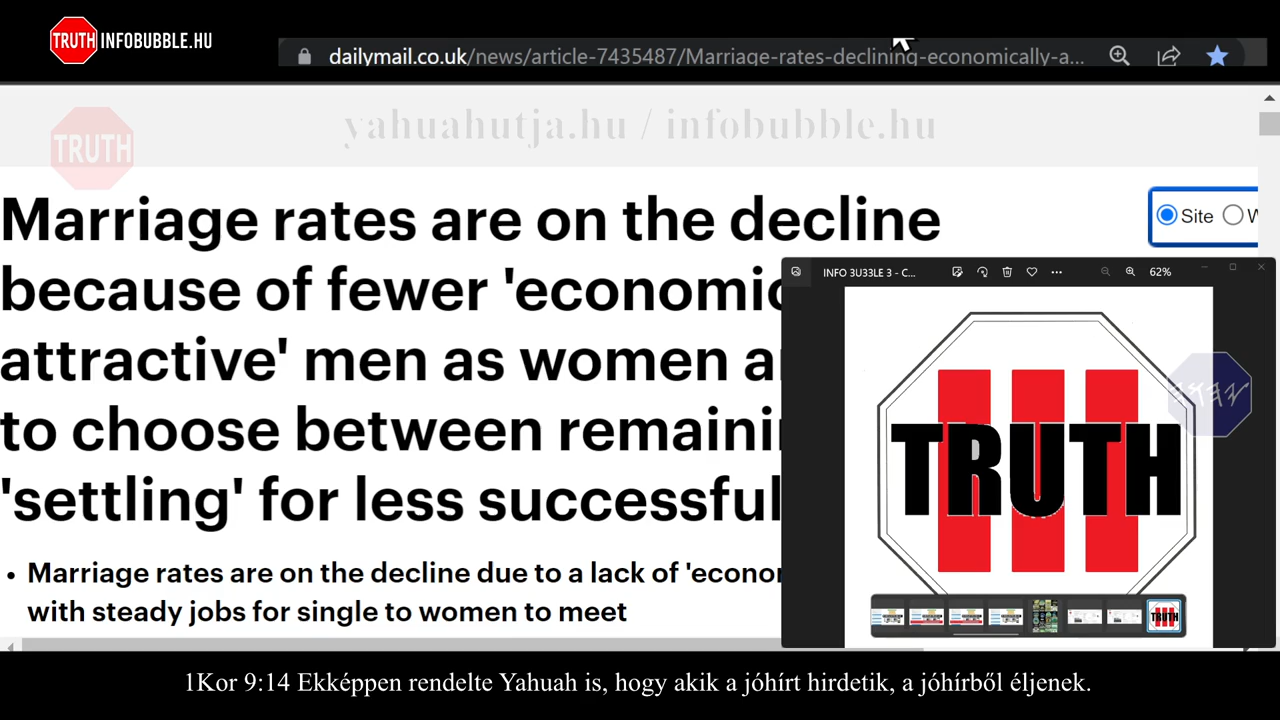 TRUTH INFOBUBBLE.HU
dailymail.co.uk/news/article-7435487/Marriage-rates-declining-economically-a...
TRUTH
yahuahutja.hu / infobubble.hu
Marriage rates are on the decline
because of fewer 'economic
attractive' men as women a
to choose between remaini
'settling' for less successful
Site
INFO 3U33LE 3 - C...
62%
TRUTH
• Marriage rates are on the decline due to a lack of 'econo
with steady jobs for single to women to meet
TRUTH
1Kor 9:14 Ekképpen rendelte Yahuah is, hogy akik a jóhírt hirdetik, a jóhírből éljenek.